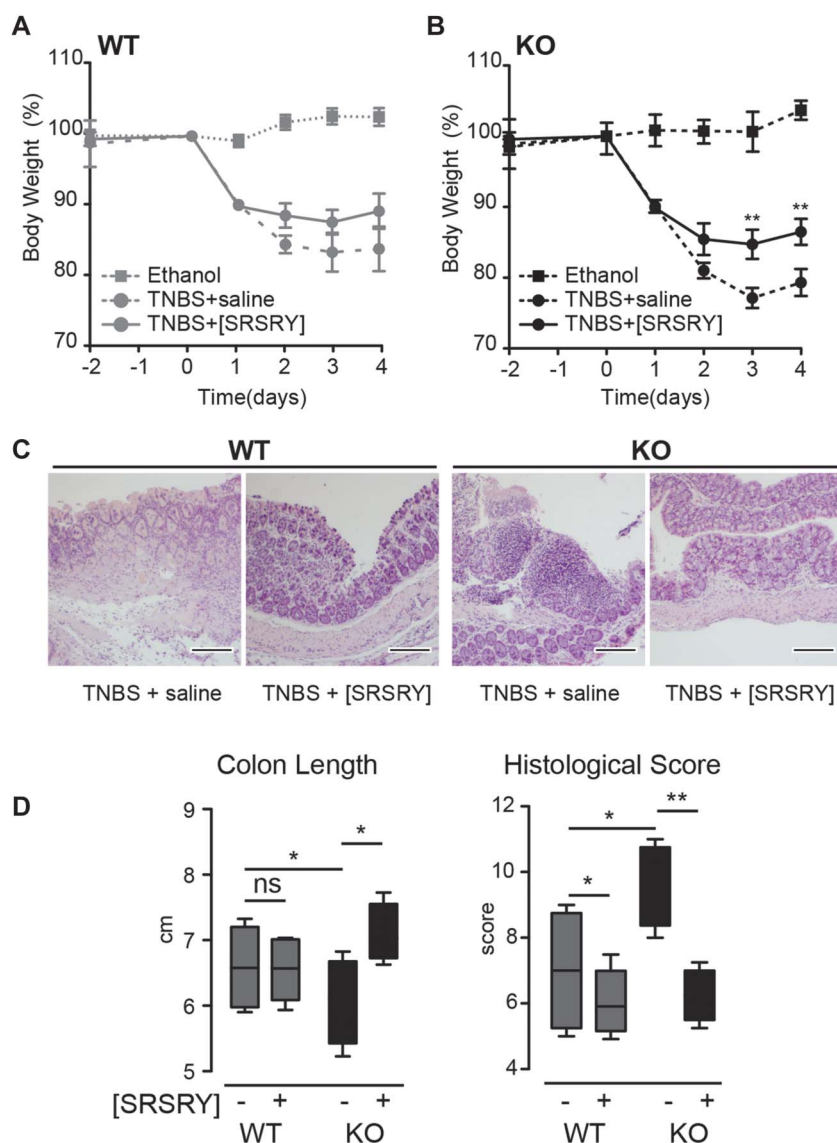 A
WT
110
100
90
80
70
Body Weight (%)
Ethanol
TNBS+saline
TNBS+[SRSRY]
-2 -1 0 1 2 3 4
Time(days)
B
KO
110
100
90
80
70
Body Weight (%)
** **
Ethanol
TNBS+saline
TNBS+[SRSRY]
-2 -1 0 1 2 3 4
Time(days)
C
WT
KO
TNBS + saline
TNBS + [SRSRY]
TNBS + saline
TNBS + [SRSRY]
D
Colon Length
9
8
7
6
5
cm
*
*
ns
[SRSRY] - + - +
WT KO
Histological Score
12
10
8
6
4
score
**
*
*
- + - +
WT KO